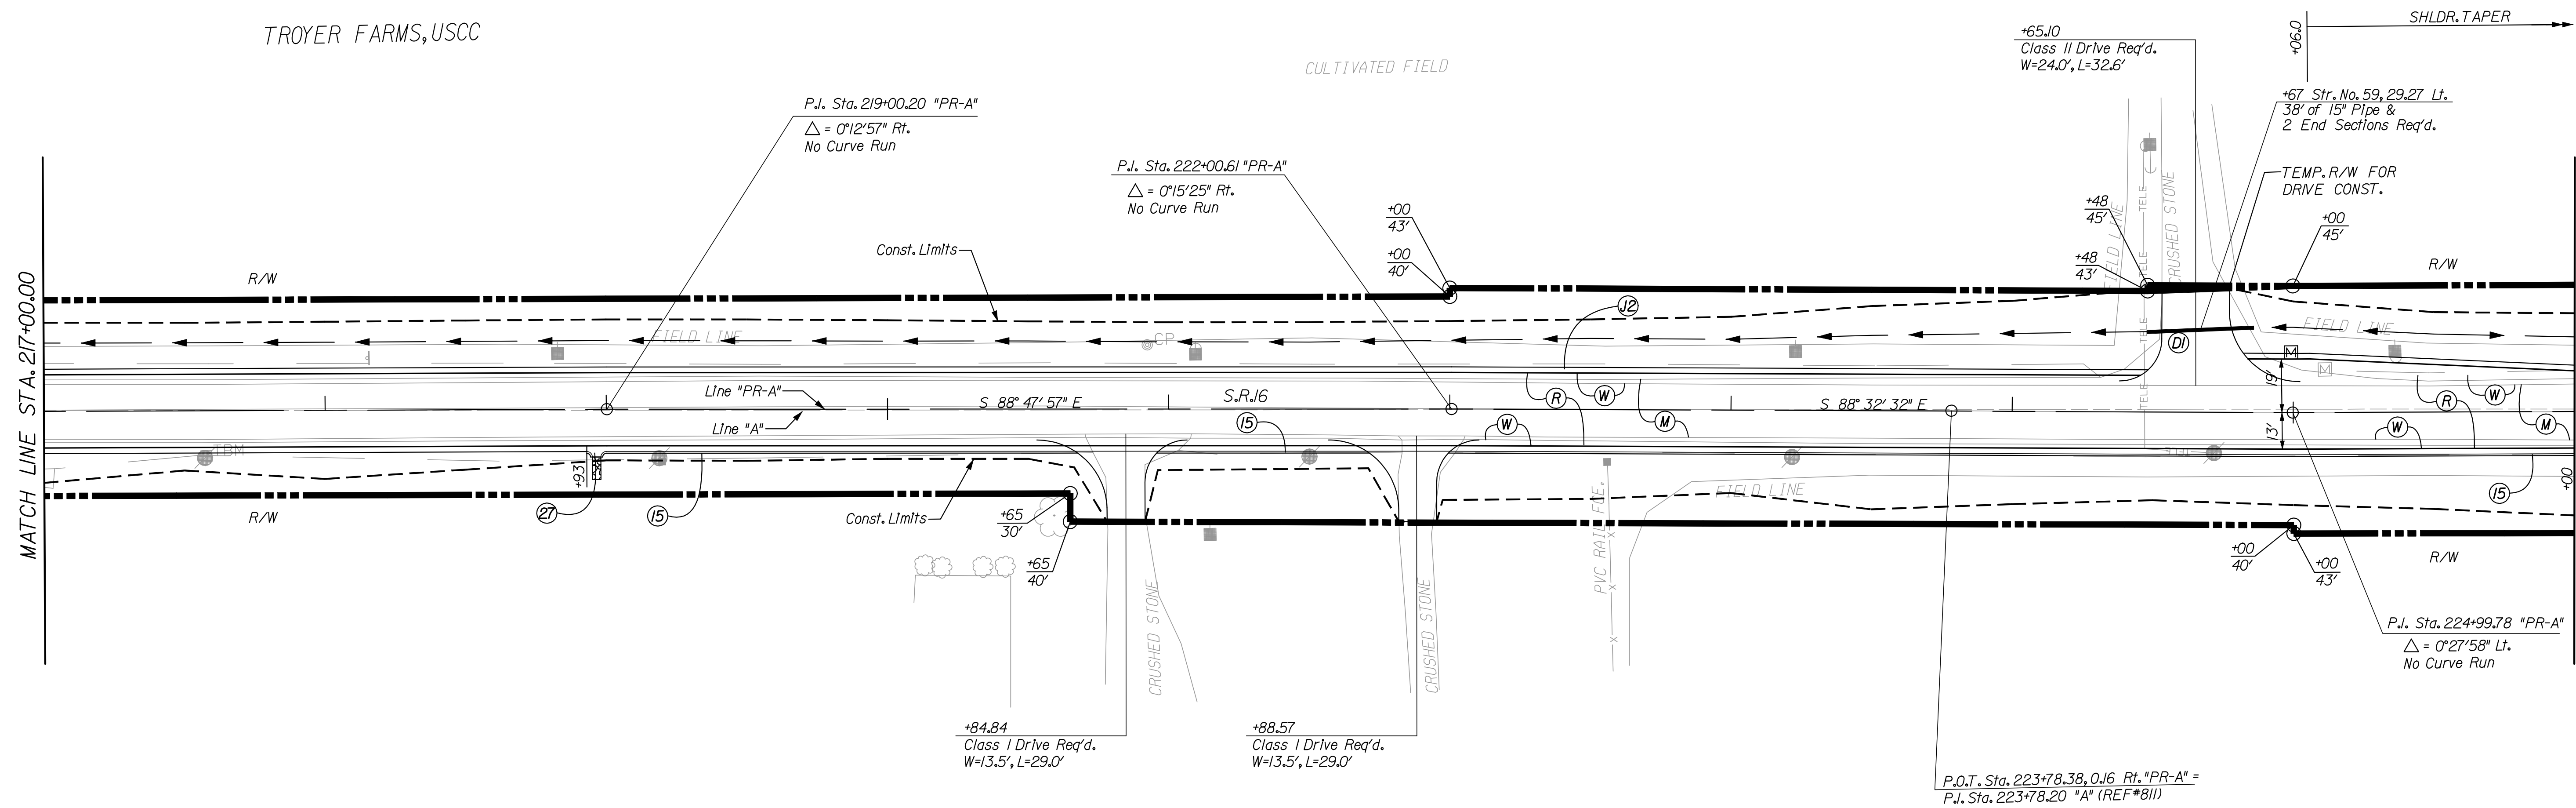 TROYER FARMS, USCC
CULTIVATED FIELD
+65.10
Class II Drive Req'd.
W=24.0', L=32.6'
+06.0
SHLDR. TAPER
P.I. Sta. 219+00.20 "PR-A"
△ = 0°12'57" Rt.
No Curve Run
P.I. Sta. 222+00.61 "PR-A"
△ = 0°15'25" Rt.
No Curve Run
+67 Str. No. 59, 29.27 Lt.
38' of 15" Pipe &
2 End Sections Req'd.
TEMP. R/W FOR
DRIVE CONST.
+00
43'
+00
40'
+48
45'
+48
43'
+00
45'
TELE
TELE
TELE
TELE
FIELD LINE
CRUSHED STONE
MATCH LINE STA. 217+00.00
R/W
Const. Limits
R/W
J2
FIELD LINE
CP
D1
FIELD LINE
M
M
19'
13'
Line "PR-A"
Line "A"
S 88° 47' 57" E
S.R. 16
S 88° 32' 32" E
R
W
M
W
15
R
W
M
W
TBM
+93
27
15
Const. Limits
R/W
+65
30'
+65
40'
FIELD LINE
PVC RAIL FCE.
X
X
X
15
+00
+00
40'
+00
43'
R/W
CRUSHED STONE
CRUSHED STONE
P.I. Sta. 224+99.78 "PR-A"
△ = 0°27'58" Lt.
No Curve Run
+84.84
Class I Drive Req'd.
W=13.5', L=29.0'
+88.57
Class I Drive Req'd.
W=13.5', L=29.0'
P.O.T. Sta. 223+78.38, 0.16 Rt. "PR-A" =
P.I. Sta. 223+78.20 "A" (REF#811)